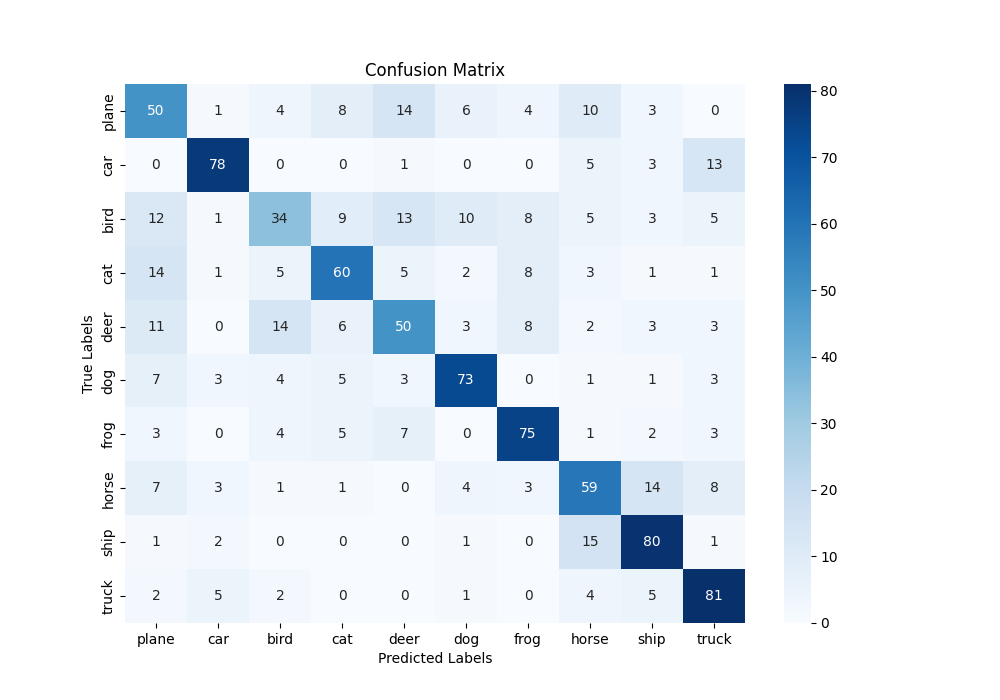 Confusion Matrix
True Labels
plane 50 1 4 8 14 6 4 10 3 0
car 0 78 0 0 1 0 0 5 3 13
bird 12 1 34 9 13 10 8 5 3 5
cat 14 1 5 60 5 2 8 3 1 1
deer 11 0 14 6 50 3 8 2 3 3
dog 7 3 4 5 3 73 0 1 1 3
frog 3 0 4 5 7 0 75 1 2 3
horse 7 3 1 1 0 4 3 59 14 8
ship 1 2 0 0 0 1 0 15 80 1
truck 2 5 2 0 0 1 0 4 5 81
plane car bird cat deer dog frog horse ship truck
Predicted Labels
80
70
60
50
40
30
20
10
0